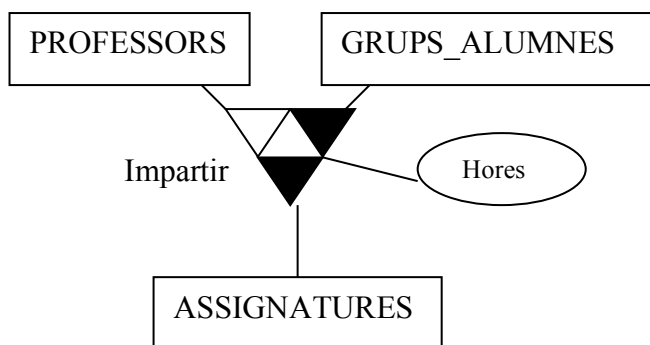 PROFESSORS
GRUPS_ALUMNES
Impartir
Hores
ASSIGNATURES